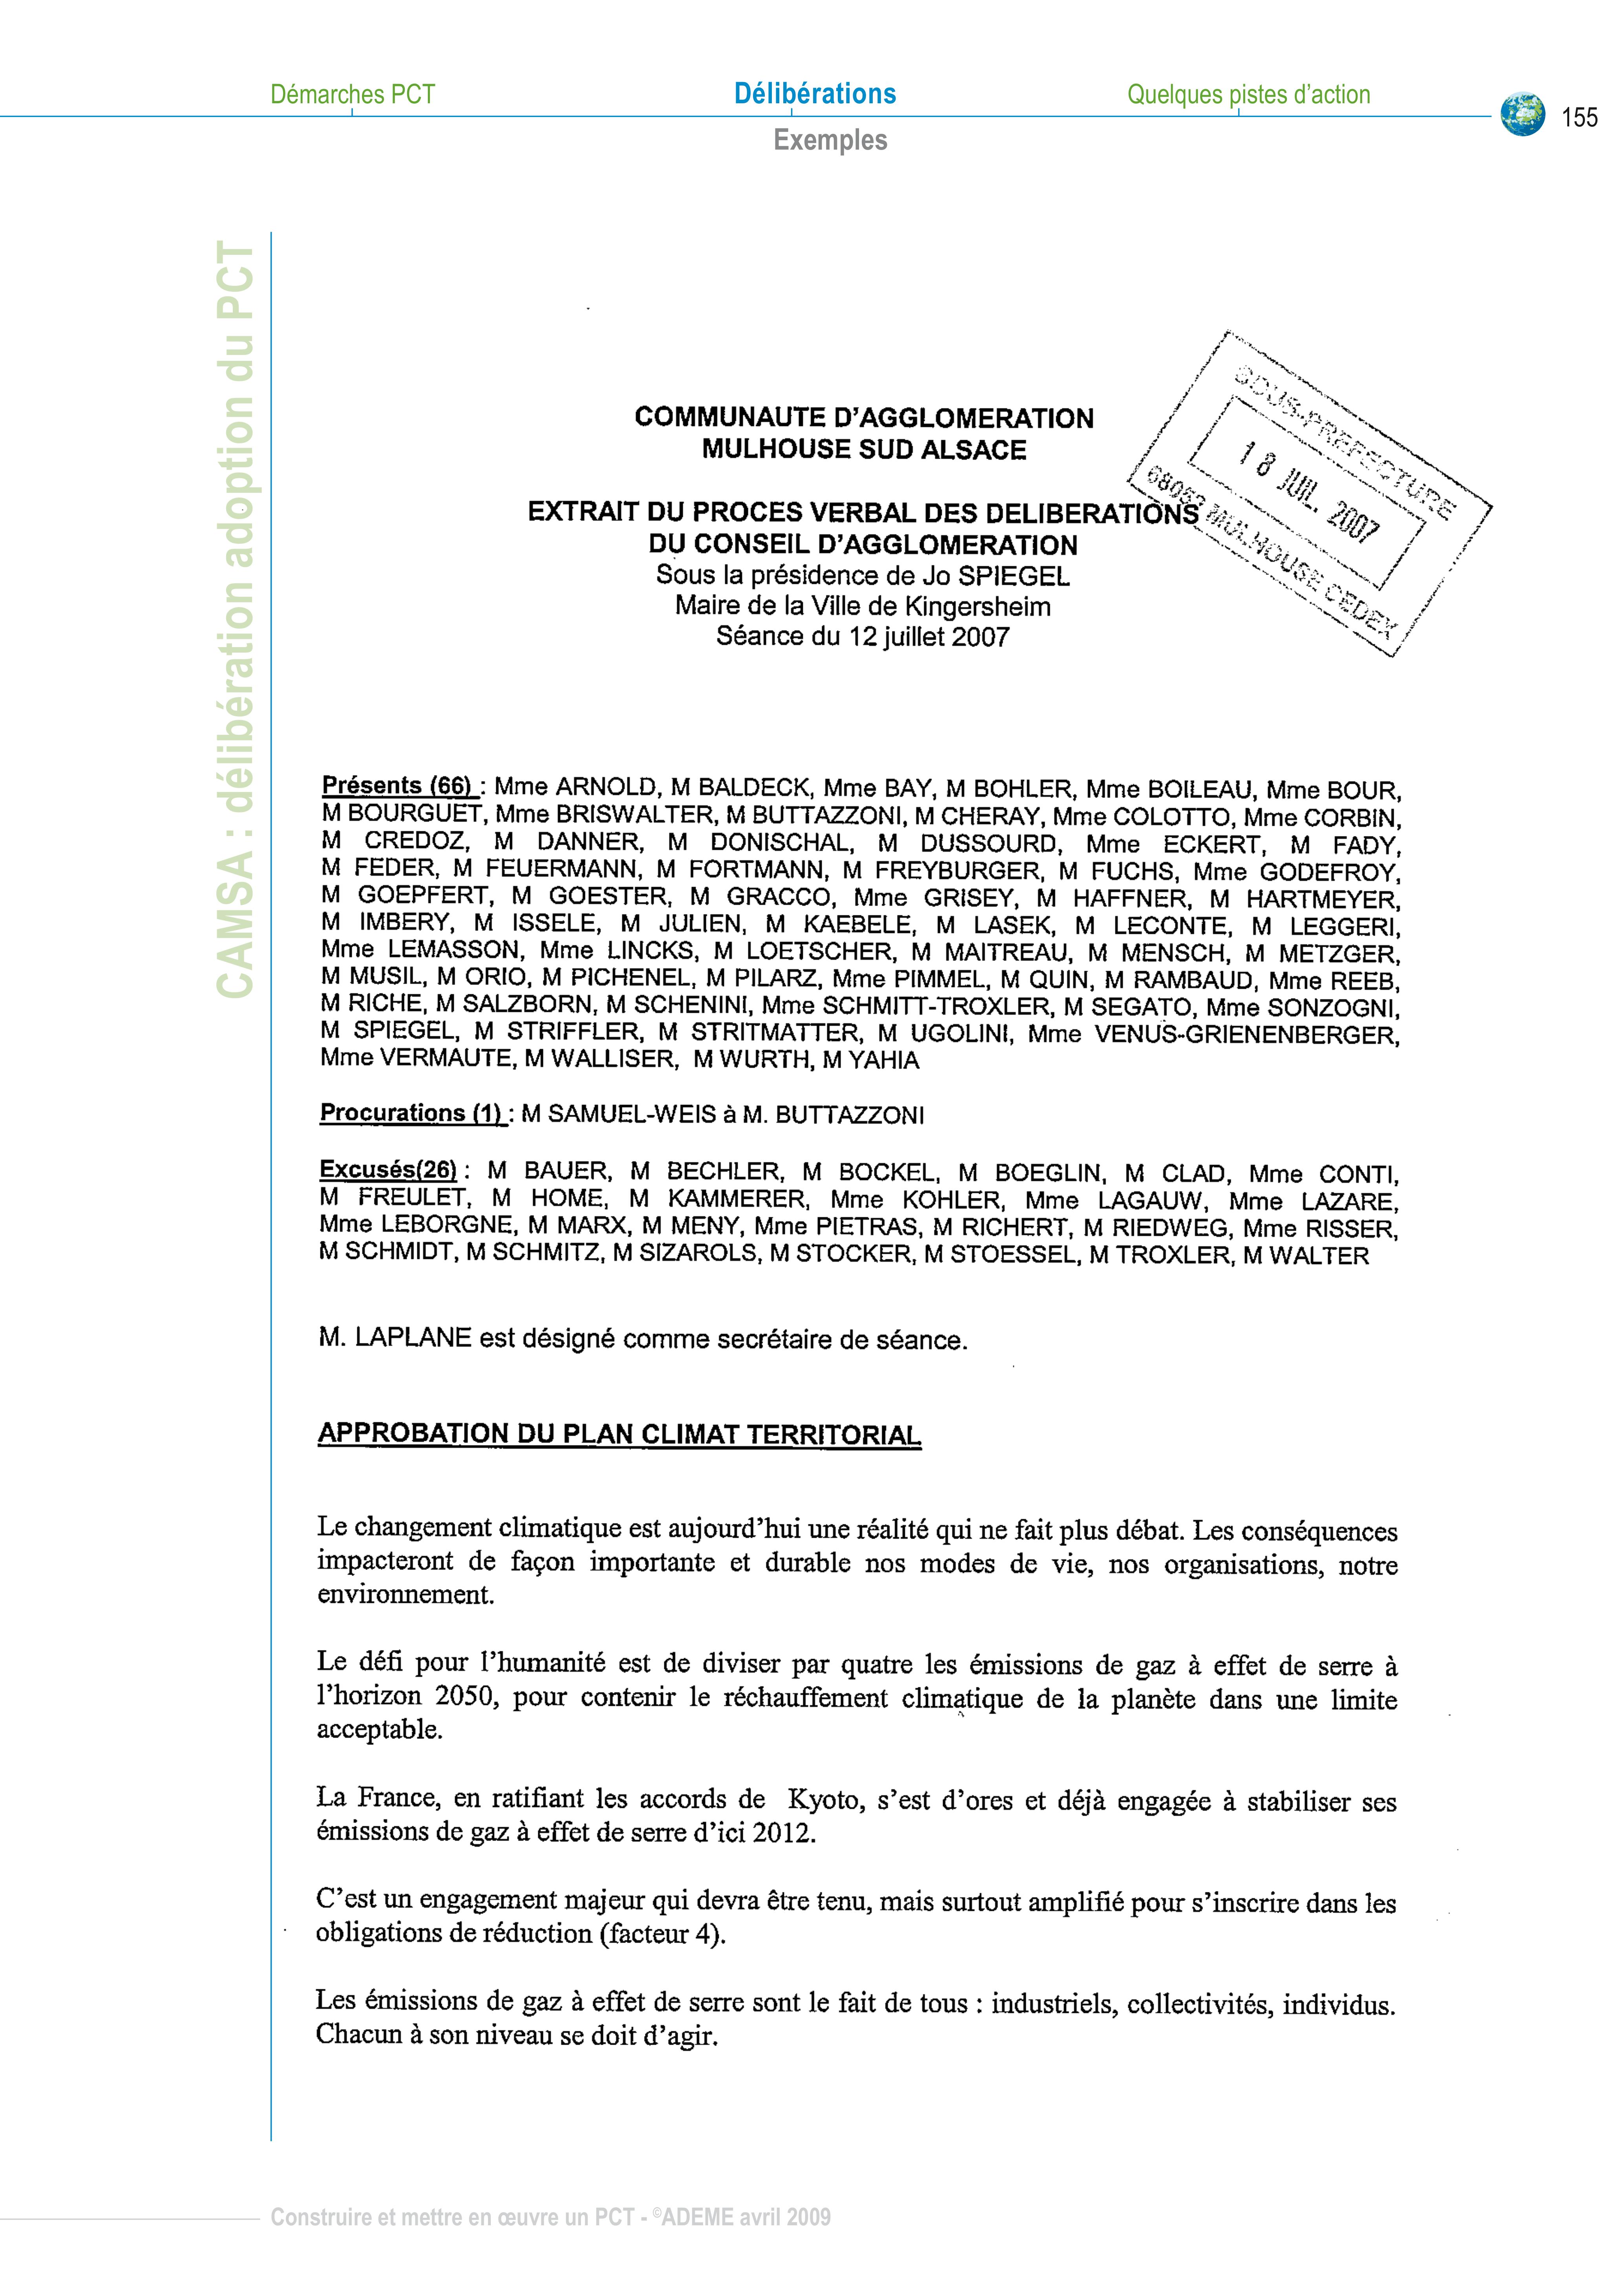 Démarches PCT
Délibérations
Quelques pistes d'action
155
Exemples
CAMSA : délibération adoption du PCT
COMMUNAUTE D'AGGLOMERATION
MULHOUSE SUD ALSACE
SOUS-PREFECTURE
18 JUIL. 2007
68053 MULHOUSE CEDEX
EXTRAIT DU PROCES VERBAL DES DELIBERATIONS
DU CONSEIL D'AGGLOMERATION
Sous la présidence de Jo SPIEGEL
Maire de la Ville de Kingersheim
Séance du 12 juillet 2007
Présents (66) : Mme ARNOLD, M BALDECK, Mme BAY, M BOHLER, Mme BOILEAU, Mme BOUR,
M BOURGUET, Mme BRISWALTER, M BUTTAZZONI, M CHERAY, Mme COLOTTO, Mme CORBIN,
M CREDOZ, M DANNER, M DONISCHAL, M DUSSOURD, Mme ECKERT, M FADY,
M FEDER, M FEUERMANN, M FORTMANN, M FREYBURGER, M FUCHS, Mme GODEFROY,
M GOEPFERT, M GOESTER, M GRACCO, Mme GRISEY, M HAFFNER, M HARTMEYER,
M IMBERY, M ISSELE, M JULIEN, M KAEBELE, M LASEK, M LECONTE, M LEGGERI,
Mme LEMASSON, Mme LINCKS, M LOETSCHER, M MAITREAU, M MENSCH, M METZGER,
M MUSIL, M ORIO, M PICHENEL, M PILARZ, Mme PIMMEL, M QUIN, M RAMBAUD, Mme REEB,
M RICHE, M SALZBORN, M SCHENINI, Mme SCHMITT-TROXLER, M SEGATO, Mme SONZOGNI,
M SPIEGEL, M STRIFFLER, M STRITMATTER, M UGOLINI, Mme VENUS-GRIENENBERGER,
Mme VERMAUTE, M WALLISER, M WURTH, M YAHIA
Procurations (1) : M SAMUEL-WEIS à M. BUTTAZZONI
Excusés(26) : M BAUER, M BECHLER, M BOCKEL, M BOEGLIN, M CLAD, Mme CONTI,
M FREULET, M HOME, M KAMMERER, Mme KOHLER, Mme LAGAUW, Mme LAZARE,
Mme LEBORGNE, M MARX, M MENY, Mme PIETRAS, M RICHERT, M RIEDWEG, Mme RISSER,
M SCHMIDT, M SCHMITZ, M SIZAROLS, M STOCKER, M STOESSEL, M TROXLER, M WALTER
M. LAPLANE est désigné comme secrétaire de séance.
APPROBATION DU PLAN CLIMAT TERRITORIAL
Le changement climatique est aujourd'hui une réalité qui ne fait plus débat. Les conséquences
impacteront de façon importante et durable nos modes de vie, nos organisations, notre
environnement.
Le défi pour l'humanité est de diviser par quatre les émissions de gaz à effet de serre à
l'horizon 2050, pour contenir le réchauffement climatique de la planète dans une limite
acceptable.
La France, en ratifiant les accords de Kyoto, s'est d'ores et déjà engagée à stabiliser ses
émissions de gaz à effet de serre d'ici 2012.
C'est un engagement majeur qui devra être tenu, mais surtout amplifié pour s'inscrire dans les
obligations de réduction (facteur 4).
Les émissions de gaz à effet de serre sont le fait de tous : industriels, collectivités, individus.
Chacun à son niveau se doit d'agir.
Construire et mettre en œuvre un PCT - ©ADEME avril 2009